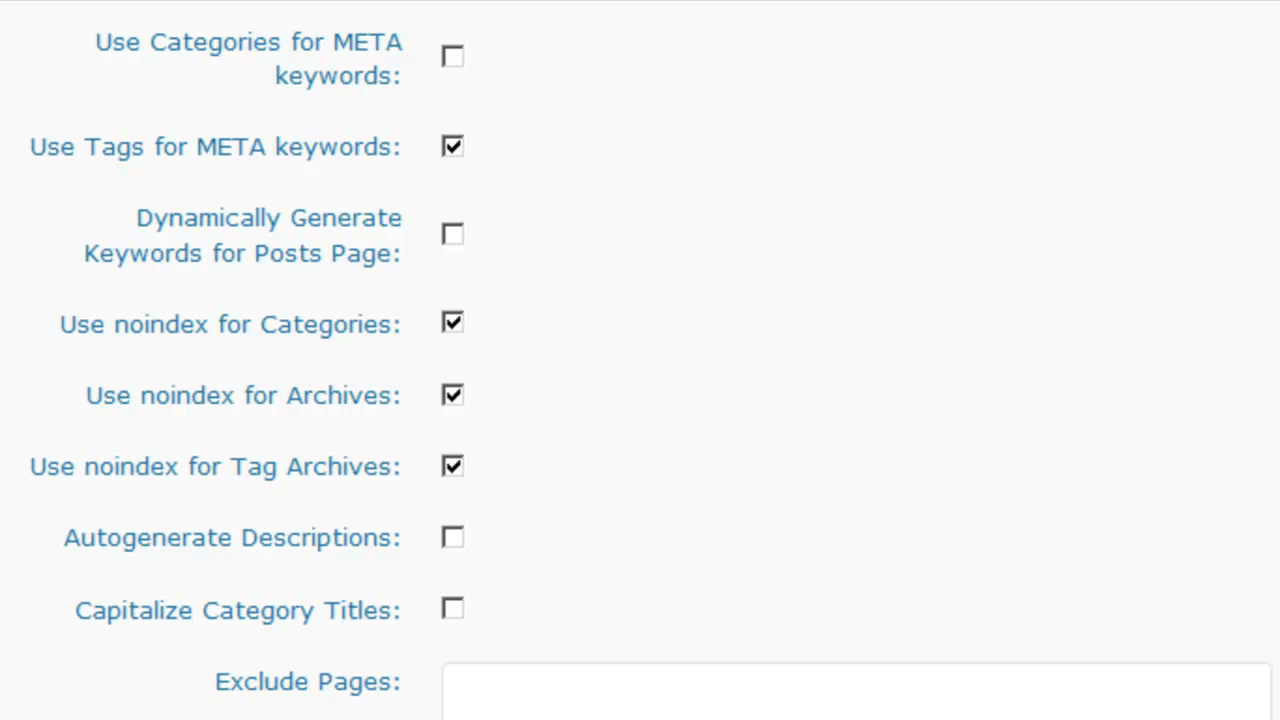 Use Categories for META
keywords:
Use Tags for META keywords:
Dynamically Generate
Keywords for Posts Page:
Use noindex for Categories:
Use noindex for Archives:
Use noindex for Tag Archives:
Autogenerate Descriptions:
Capitalize Category Titles:
Exclude Pages: